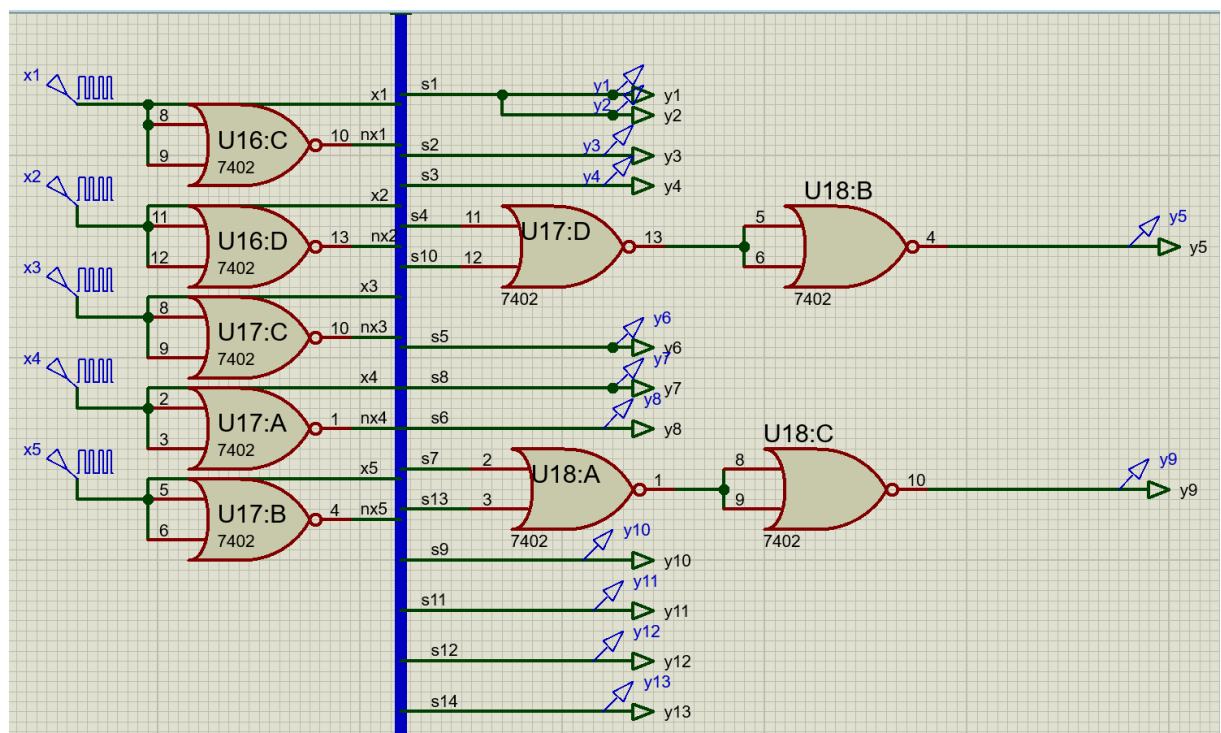 x1
8
9
U16:C
7402
10
nx1
x1
x2
11
12
U16:D
7402
13
nx2
x2
x3
8
9
U17:C
7402
10
nx3
x3
x4
2
3
U17:A
7402
1
nx4
x4
x5
5
6
U17:B
7402
4
nx5
x5
s1
y1
y1
y2
y2
s2
y3
y3
s3
y4
y4
s4
11
s10
12
U17:D
7402
13
5
6
U18:B
7402
4
y5
y5
s5
y6
y6
s8
y7
y7
s6
y8
y8
s7
2
s13
3
U18:A
7402
1
8
9
U18:C
7402
10
y9
y9
s9
y10
y10
s11
y11
y11
s12
y12
y12
s14
y13
y13